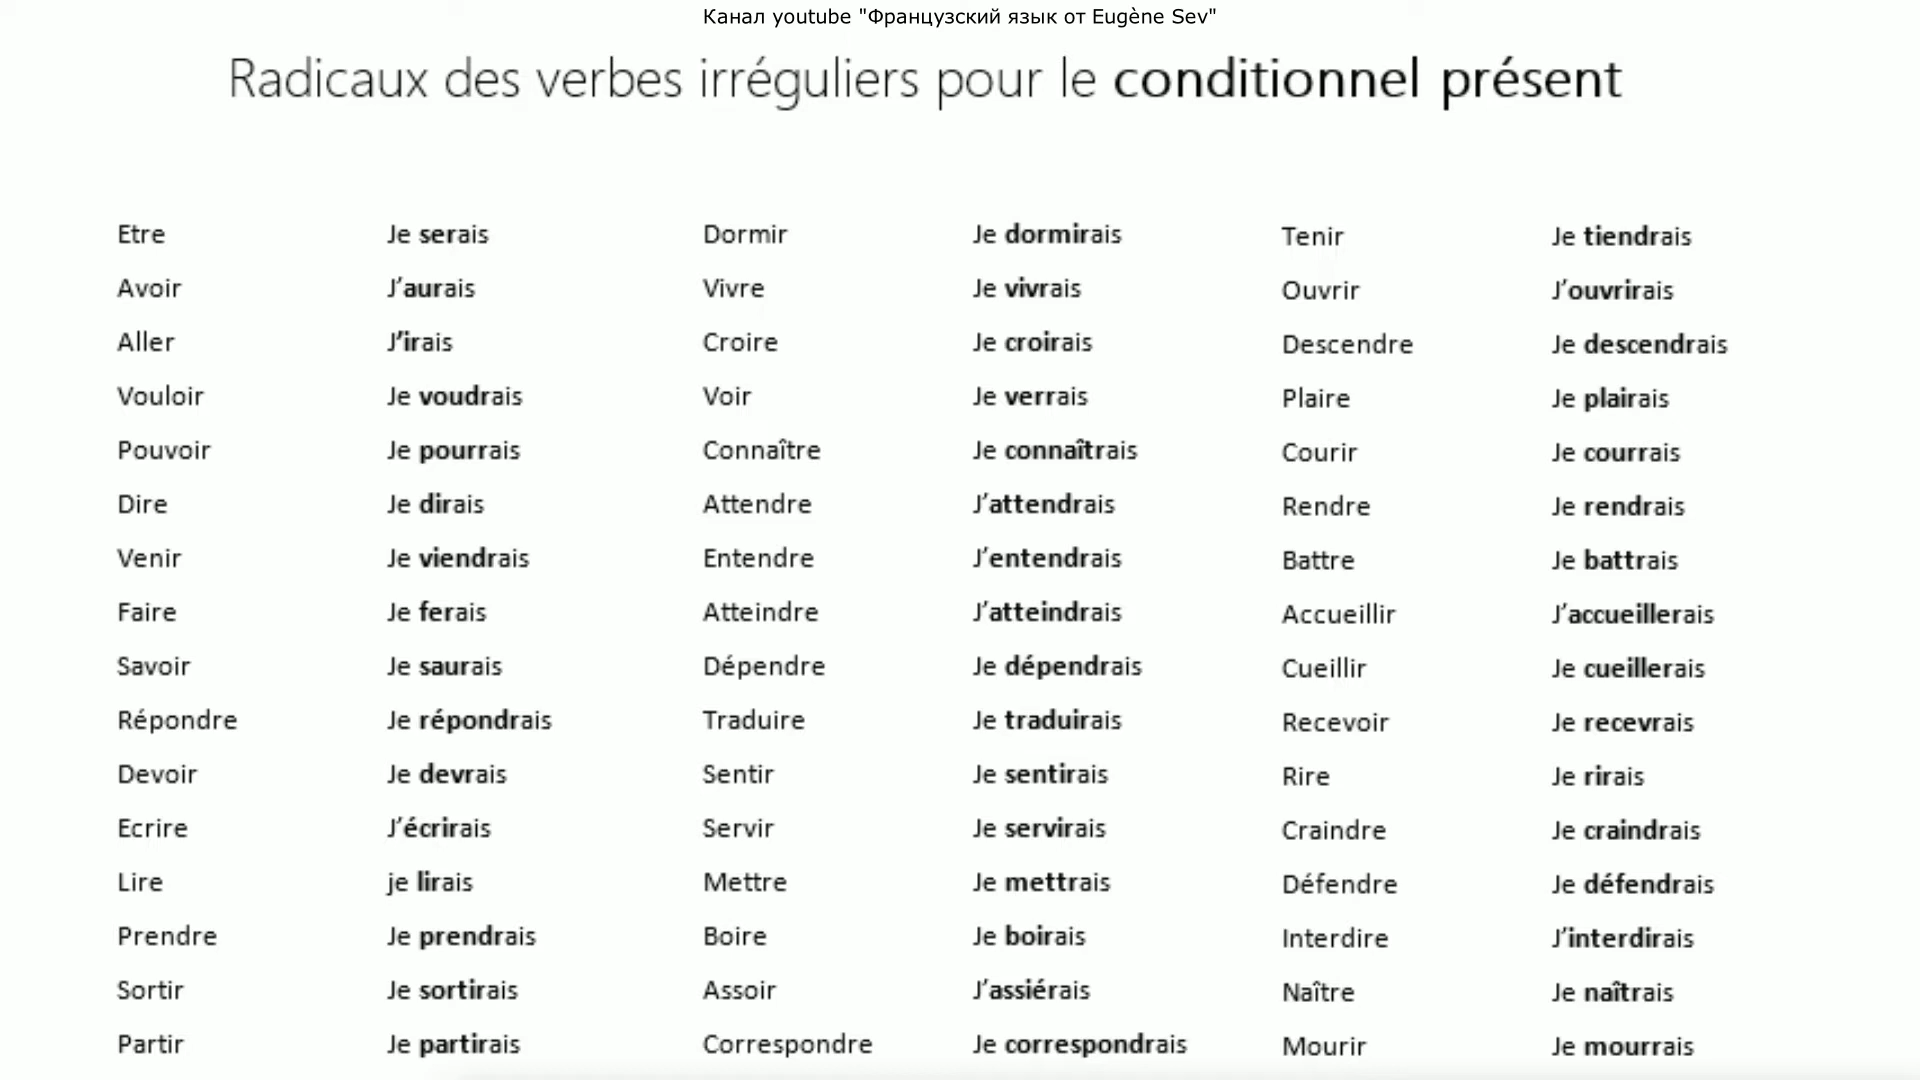 Канал youtube "Французский язык от Eugène Sev"
Radicaux des verbes irréguliers pour le conditionnel présent
Etre Je serais Dormir Je dormirais Tenir Je tiendrais
Avoir J’aurais Vivre Je vivrais Ouvrir J’ouvrirais
Aller J’irais Croire Je croirais Descendre Je descendrais
Vouloir Je voudrais Voir Je verrais Plaire Je plairais
Pouvoir Je pourrais Connaître Je connaîtrais Courir Je courrais
Dire Je dirais Attendre J’attendrais Rendre Je rendrais
Venir Je viendrais Entendre J’entendrais Battre Je battrais
Faire Je ferais Atteindre J’atteindrais Accueillir J’accueillerais
Savoir Je saurais Dépendre Je dépendrais Cueillir Je cueillerais
Répondre Je répondrais Traduire Je traduirais Recevoir Je recevrais
Devoir Je devrais Sentir Je sentirais Rire Je rirais
Ecrire J’écrirais Servir Je servirais Craindre Je craindrais
Lire je lirais Mettre Je mettrais Défendre Je défendrais
Prendre Je prendrais Boire Je boirais Interdire J’interdirais
Sortir Je sortirais Assoir J’assiérais Naître Je naîtrais
Partir Je partirais Correspondre Je correspondrais Mourir Je mourrais